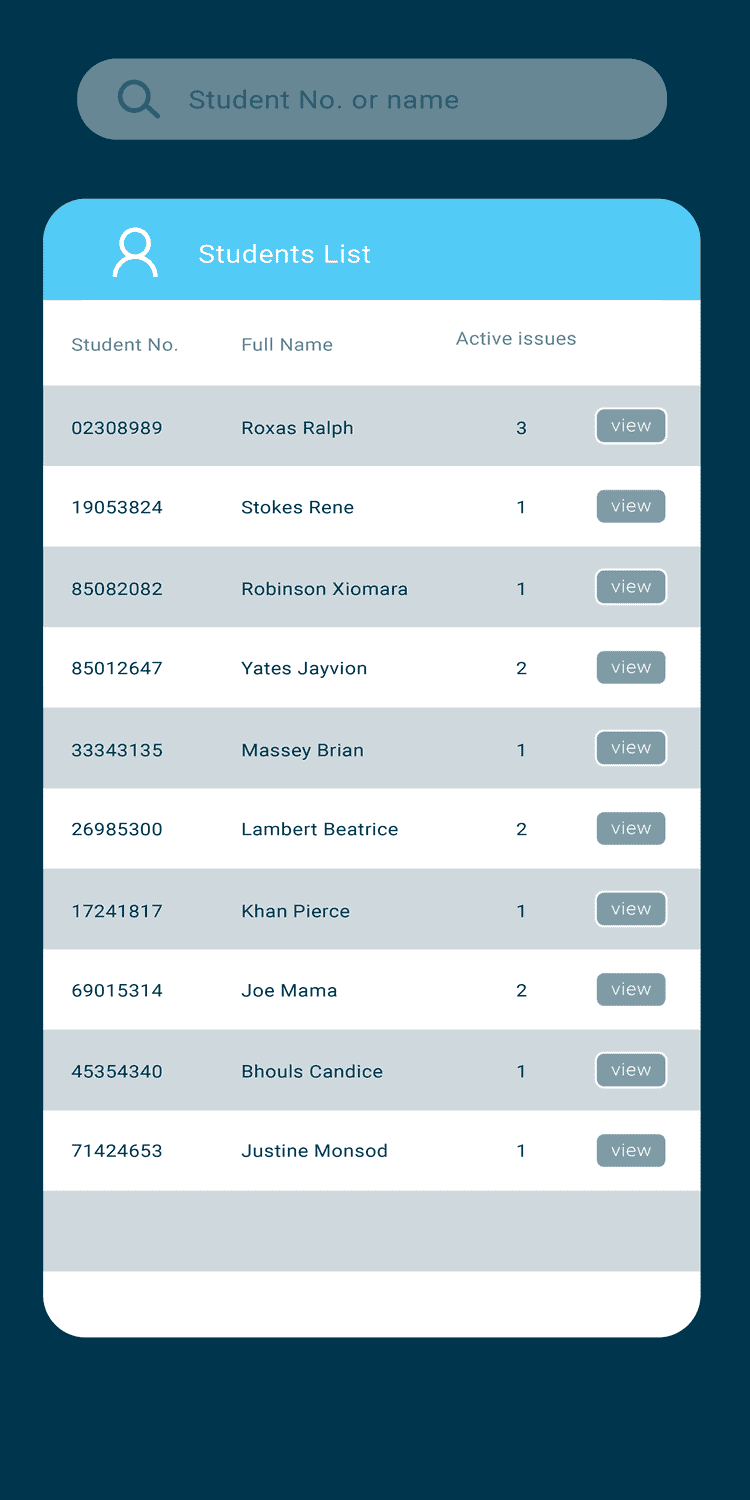 Student No. or name
Students List
Student No. Full Name Active issues
02308989 Roxas Ralph 3 view
19053824 Stokes Rene 1 view
85082082 Robinson Xiomara 1 view
85012647 Yates Jayvion 2 view
33343135 Massey Brian 1 view
26985300 Lambert Beatrice 2 view
17241817 Khan Pierce 1 view
69015314 Joe Mama 2 view
45354340 Bhouls Candice 1 view
71424653 Justine Monsod 1 view